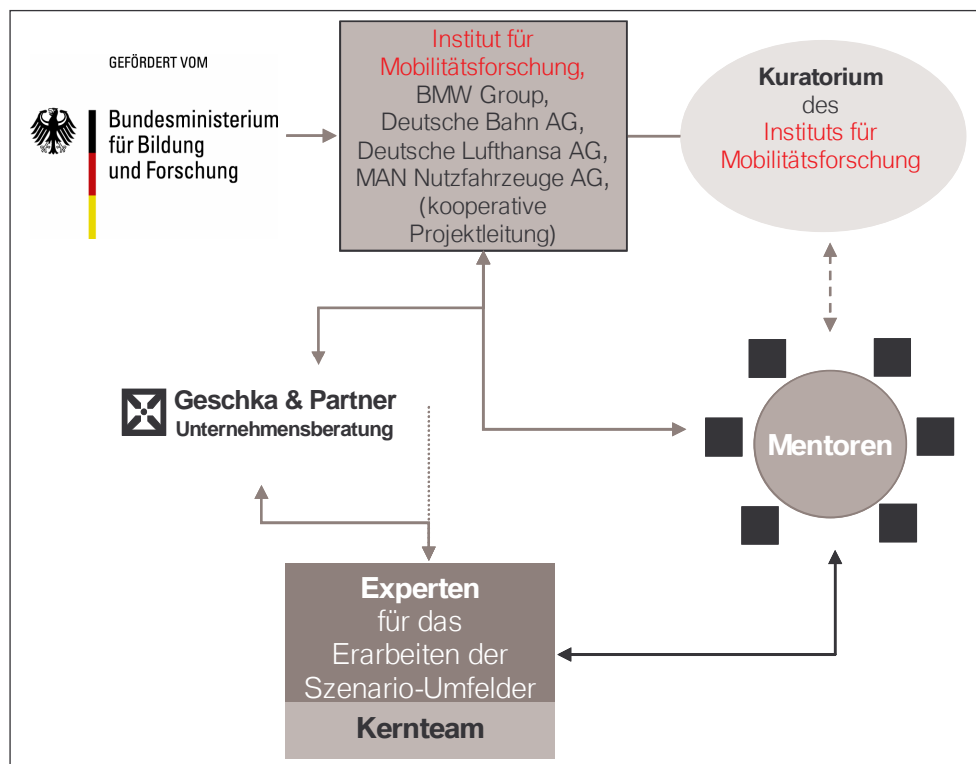 GEFÖRDERT VOM
Bundesministerium
für Bildung
und Forschung
Institut für
Mobilitätsforschung,
BMW Group,
Deutsche Bahn AG,
Deutsche Lufthansa AG,
MAN Nutzfahrzeuge AG,
(kooperative
Projektleitung)
Kuratorium
des
Instituts für
Mobilitätsforschung
Geschka & Partner
Unternehmensberatung
Mentoren
Experten
für das
Erarbeiten der
Szenario-Umfelder
Kernteam